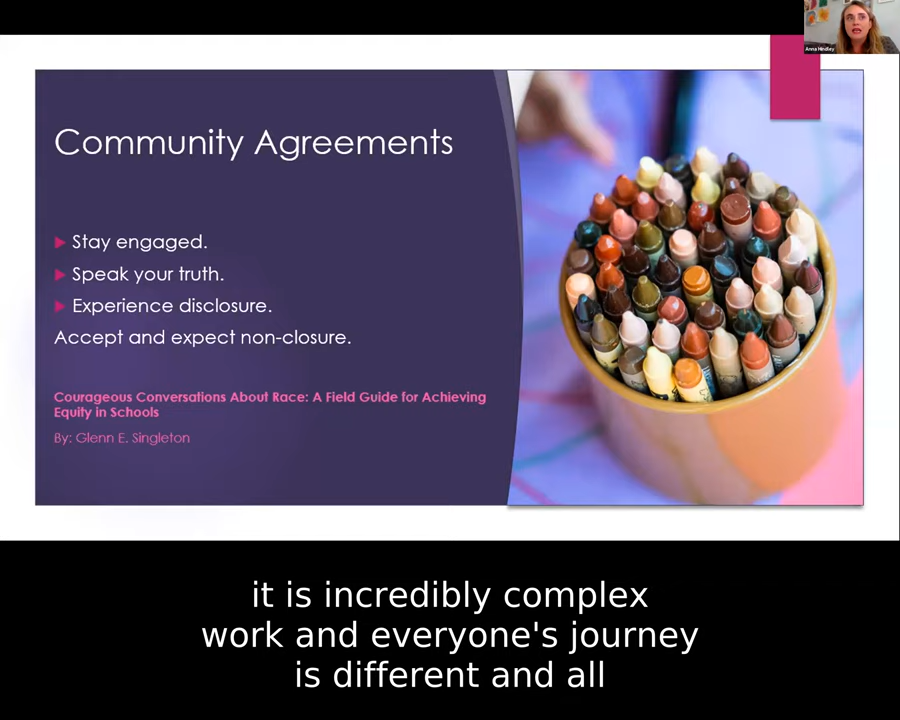 Anna Hindley
Community Agreements
Stay engaged.
Speak your truth.
Experience disclosure.
Accept and expect non-closure.
Courageous Conversations About Race: A Field Guide for Achieving
Equity in Schools
By: Glenn E. Singleton
it is incredibly complex
work and everyone's journey
is different and all